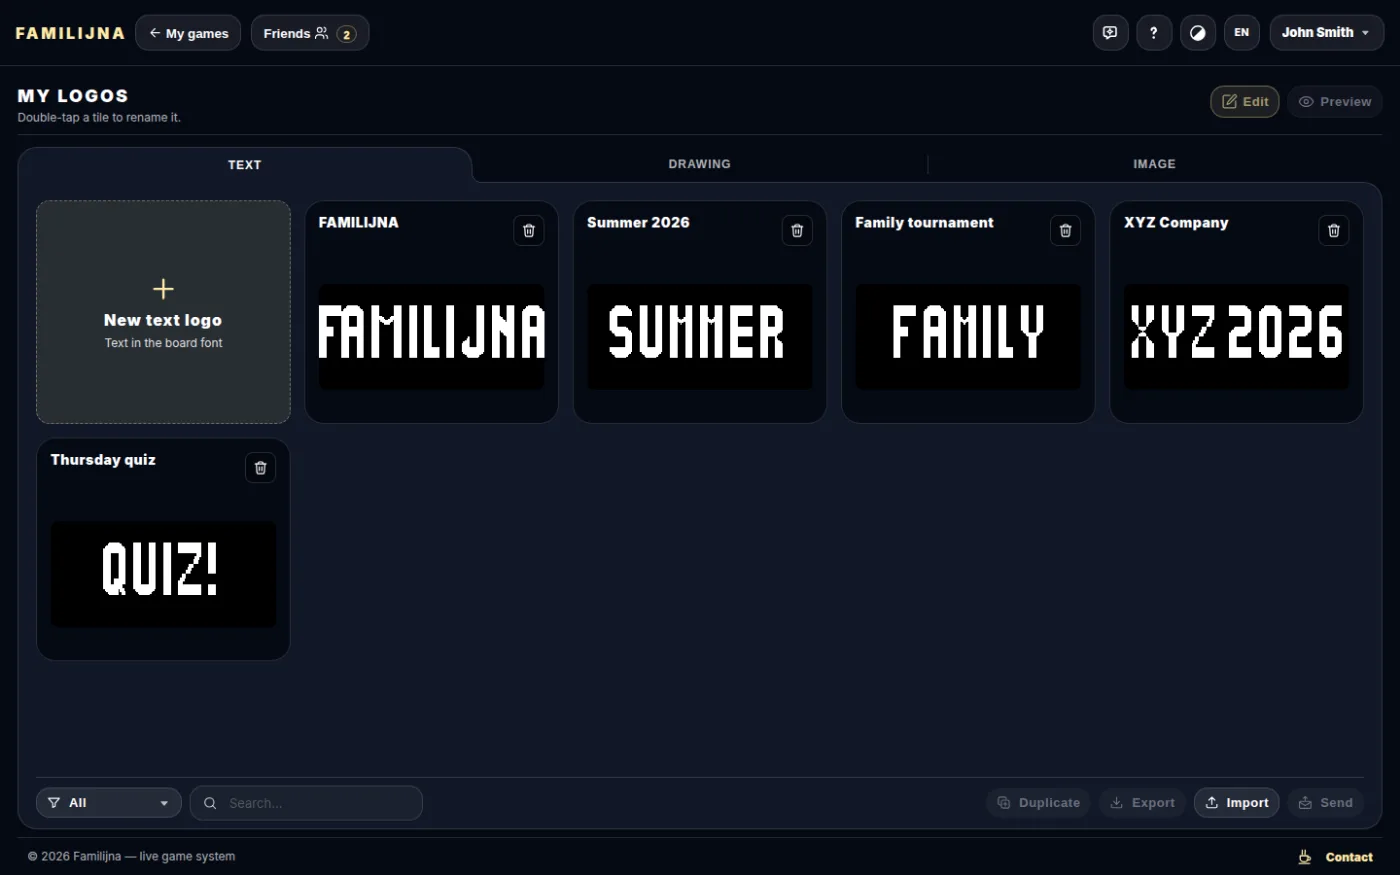 FAMILIJNA
My games
Friends 2
?
EN
John Smith
MY LOGOS
Double-tap a tile to rename it.
Edit
Preview
TEXT
DRAWING
IMAGE
New text logo
Text in the board font
FAMILIJNA
FAMILIJNA
Summer 2026
SUMMER
Family tournament
FAMILY
XYZ Company
XYZ 2026
Thursday quiz
QUIZ!
All
Search...
Duplicate
Export
Import
Send
© 2026 Familijna — live game system
Contact